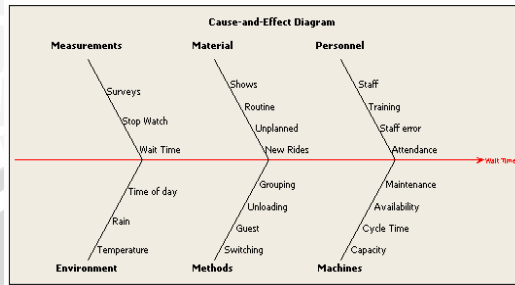 Cause-and-Effect Diagram
Measurements
Material
Personnel
Surveys
Stop Watch
Wait Time
Shows
Routine
Unplanned
New Rides
Staff
Training
Staff error
Attendance
Wait Time
Time of day
Rain
Temperature
Grouping
Unloading
Guest
Switching
Maintenance
Availability
Cycle Time
Capacity
Environment
Methods
Machines